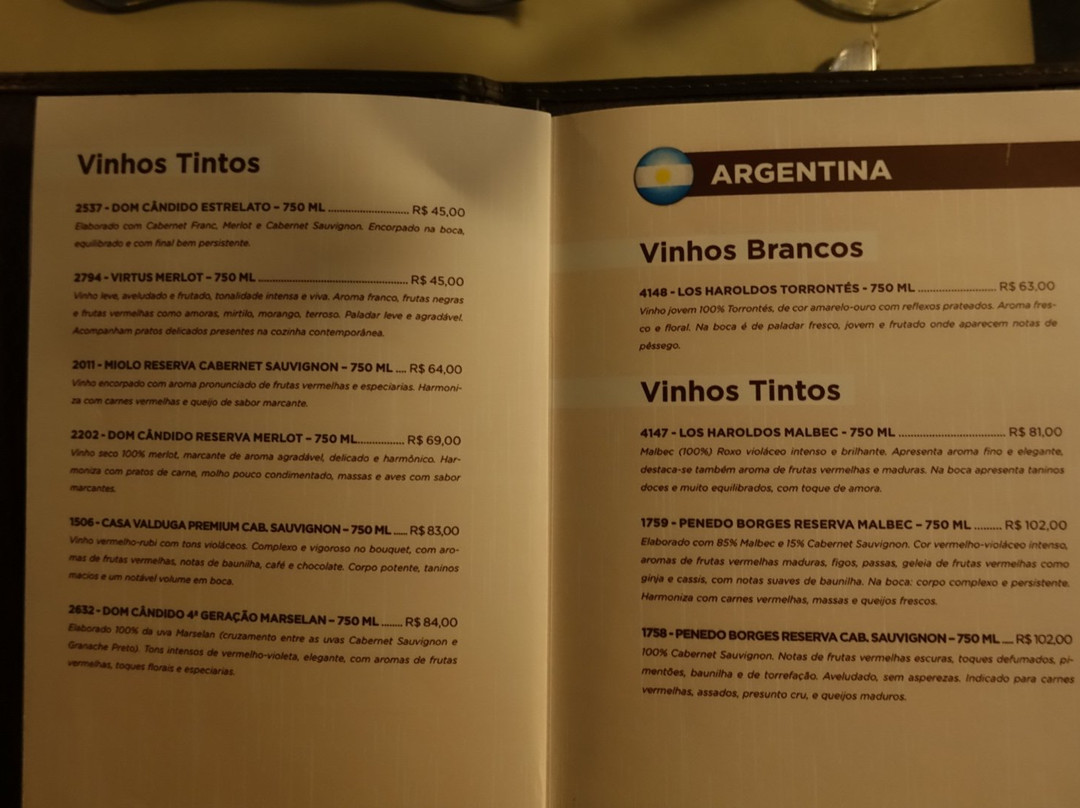 Vinhos Tintos
2537 - DOM CÂNDIDO ESTRELATO – 750 ML ............................ R$ 45,00
Elaborado com Cabernet Franc, Merlot e Cabernet Sauvignon. Encorpado na boca,
equilibrado e com final bem persistente.
2794 - VIRTUS MERLOT – 750 ML .................................................... R$ 45,00
Vinho leve, aveludado e frutado, tonalidade intensa e viva. Aroma franco, frutas negras
e frutas vermelhas como amoras, mirtilo, morango, terroso. Paladar leve e agradável.
Acompanham pratos delicados presentes na cozinha contemporânea.
2011 - MIOLO RESERVA CABERNET SAUVIGNON – 750 ML .... R$ 64,00
Vinho encorpado com aroma pronunciado de frutas vermelhas e especiarias. Harmoni-
za com carnes vermelhas e queijo de sabor marcante.
2202 - DOM CÂNDIDO RESERVA MERLOT – 750 ML................ R$ 69,00
Vinho seco 100% merlot, marcante de aroma agradável, delicado e harmônico. Har-
moniza com pratos de carne, molho pouco condimentado, massas e aves com sabor
marcantes.
1506 - CASA VALDUGA PREMIUM CAB. SAUVIGNON – 750 ML ..... R$ 83,00
Vinho vermelho-rubi com tons violáceos. Complexo e vigoroso no bouquet, com aro-
mas de frutas vermelhas, notas de baunilha, café e chocolate. Corpo potente, taninos
macios e um notável volume em boca.
2632 - DOM CÂNDIDO 4ª GERAÇÃO MARSELAN – 750 ML ....... R$ 84,00
Elaborado 100% da uva Marselan (cruzamento entre as uvas Cabernet Sauvignon e
Granache Preto). Tons intensos de vermelho-violeta, elegante, com aromas de frutas
vermelhas, toques florais e especiarias.
ARGENTINA
Vinhos Brancos
4148 - LOS HAROLDOS TORRONTÉS - 750 ML .......................... R$ 63,00
Vinho jovem 100% Torrontés, de cor amarelo-ouro com reflexos prateados. Aroma fres-
co e floral. Na boca é de paladar fresco, jovem e frutado onde aparecem notas de
pêssego.
Vinhos Tintos
4147 - LOS HAROLDOS MALBEC - 750 ML .................................... R$ 81,00
Malbec (100%) Roxo violáceo intenso e brilhante. Apresenta aroma fino e elegante,
destaca-se também aroma de frutas vermelhas e maduras. Na boca apresenta taninos
doces e muito equilibrados, com toque de amora.
1759 - PENEDO BORGES RESERVA MALBEC – 750 ML ......... R$ 102,00
Elaborado com 85% Malbec e 15% Cabernet Sauvignon. Cor vermelho-violáceo intenso,
aromas de frutas vermelhas maduras, figos, passas, geleia de frutas vermelhas como
ginja e cassis, com notas suaves de baunilha. Na boca: corpo complexo e persistente.
Harmoniza com carnes vermelhas, massas e queijos frescos.
1758 - PENEDO BORGES RESERVA CAB. SAUVIGNON – 750 ML .... R$ 102,00
100% Cabernet Sauvignon. Notas de frutas vermelhas escuras, toques defumados, pi-
mentões, baunilha e de torrefação. Aveludado, sem asperezas. Indicado para carnes
vermelhas, assados, presunto cru, e queijos maduros.